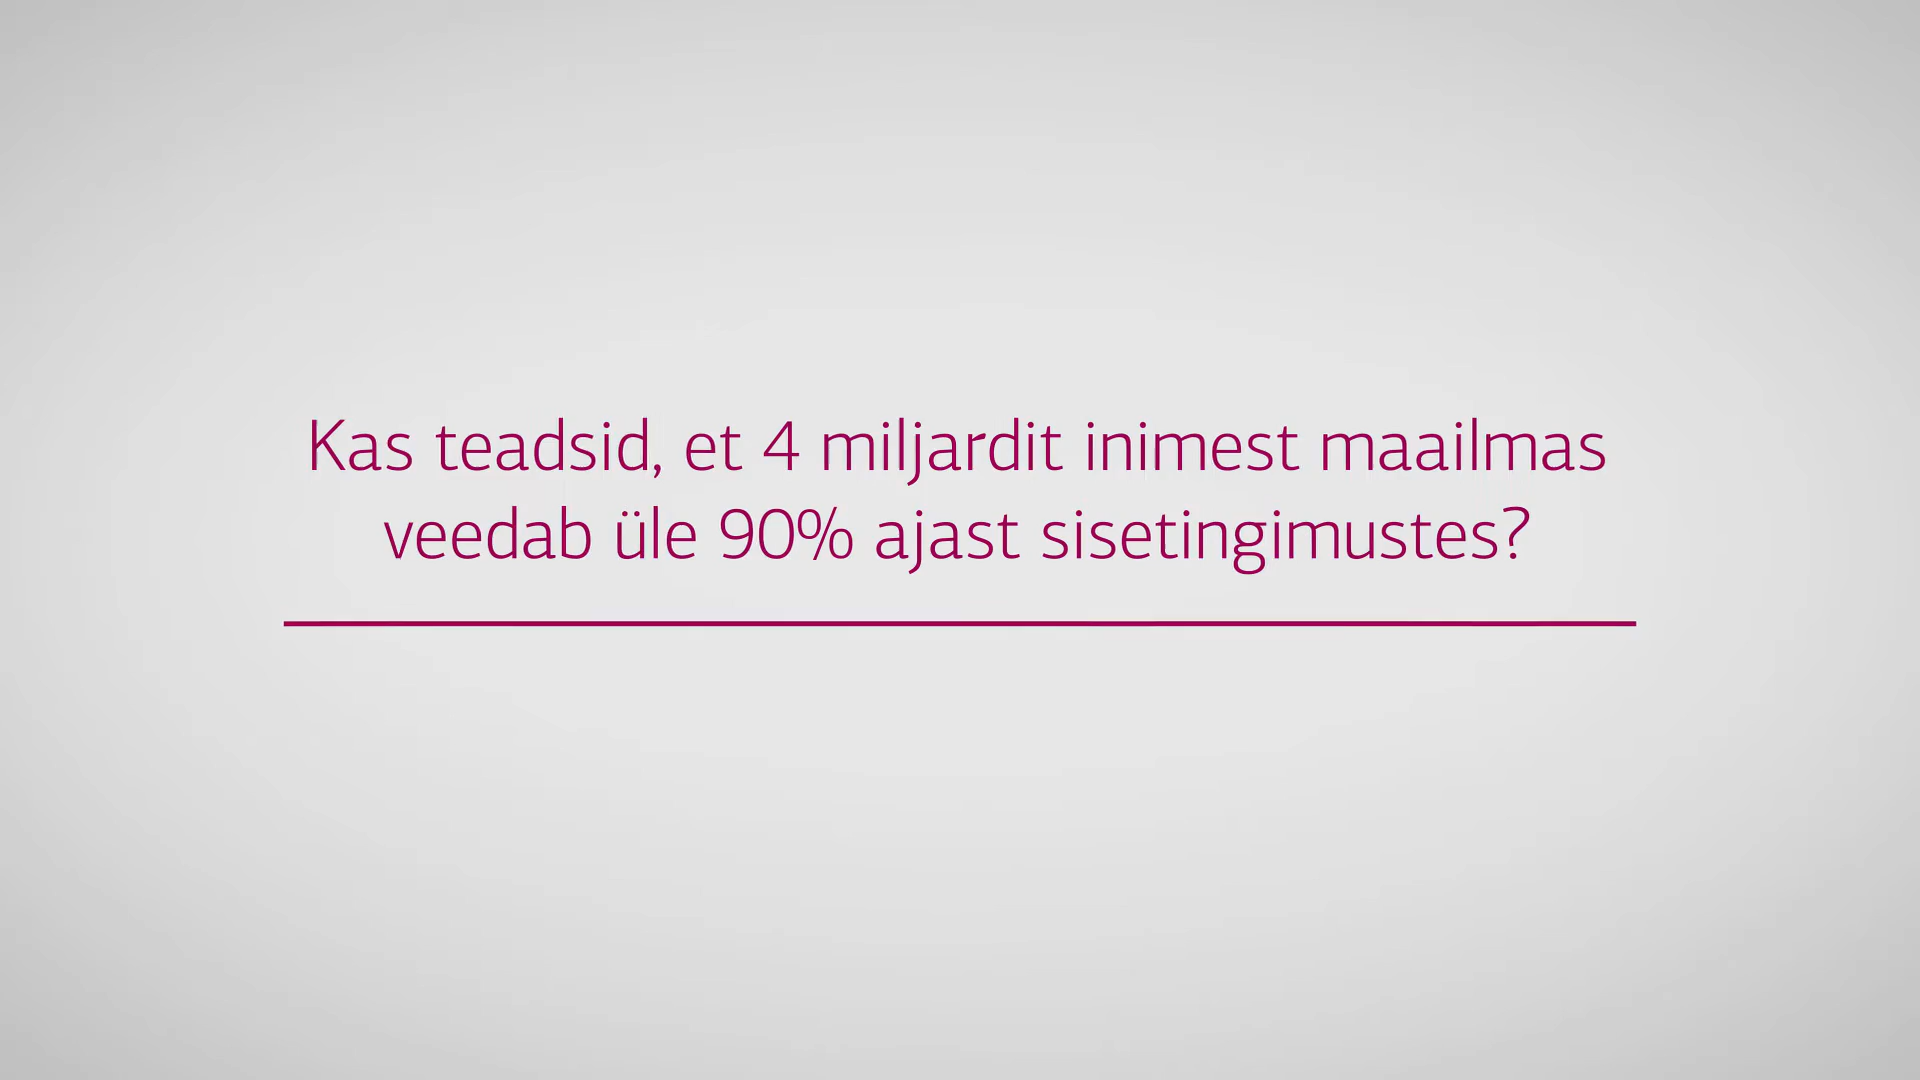 Kas teadsid, et 4 miljardit inimest maailmas
veedab üle 90% ajast sisetingimustes?